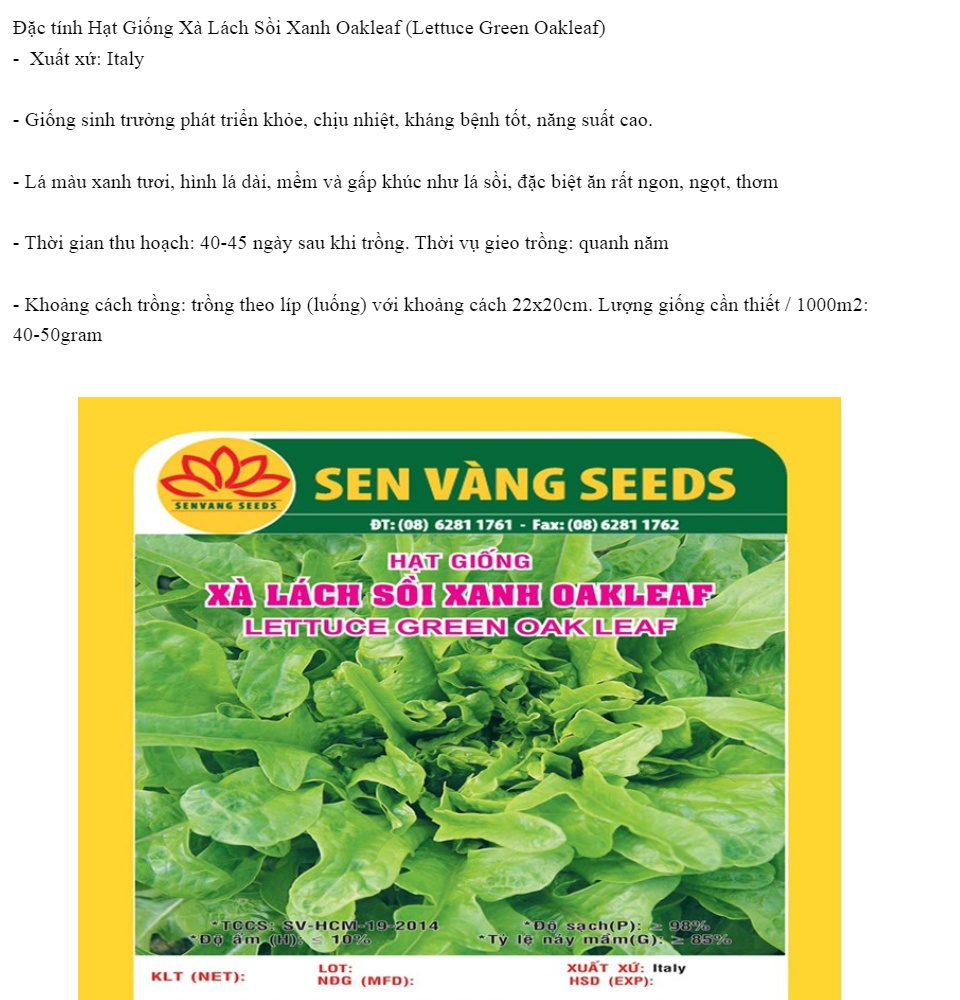 Đặc tính Hạt Giống Xà Lách Sồi Xanh Oakleaf (Lettuce Green Oakleaf)
- Xuất xứ: Italy
- Giống sinh trưởng phát triển khỏe, chịu nhiệt, kháng bệnh tốt, năng suất cao.
- Lá màu xanh tươi, hình lá dài, mềm và gấp khúc như lá sồi, đặc biệt ăn rất ngon, ngọt, thơm
- Thời gian thu hoạch: 40-45 ngày sau khi trồng. Thời vụ gieo trồng: quanh năm
- Khoảng cách trồng: trồng theo líp (luống) với khoảng cách 22x20cm. Lượng giống cần thiết / 1000m2:
40-50gram
SENVANG SEEDS
SEN VÀNG SEEDS
ĐT: (08) 6281 1761 - Fax: (08) 6281 1762
HẠT GIỐNG
XÀ LÁCH SỒI XANH OAKLEAF
LETTUCE GREEN OAK LEAF
*TCCS: SV-HCM-19-2014 *Độ sạch(P): ≥ 98%
*Độ ẩm (H): ≤ 10% *Tỷ lệ nảy mầm(G): ≥ 85%
KLT (NET): LOT: XUẤT XỨ: Italy
NĐG (MFD): HSD (EXP):